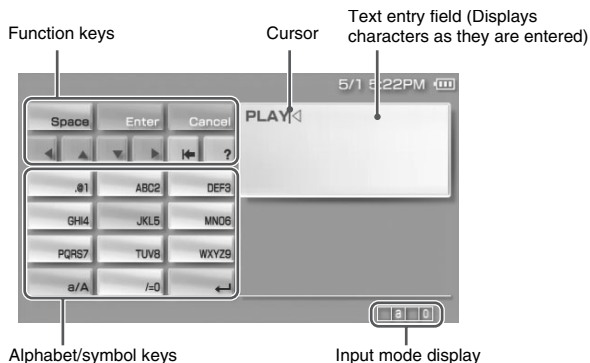 Text entry field (Displays
characters as they are entered)
Function keys
Cursor
5/1 5:22PM
Space Enter Cancel
PLAY
?
.@1 ABC2 DEF3
GHI4 JKL5 MNO6
PQRS7 TUV8 WXYZ9
a/A /=0
a 0
Alphabet/symbol keys
Input mode display